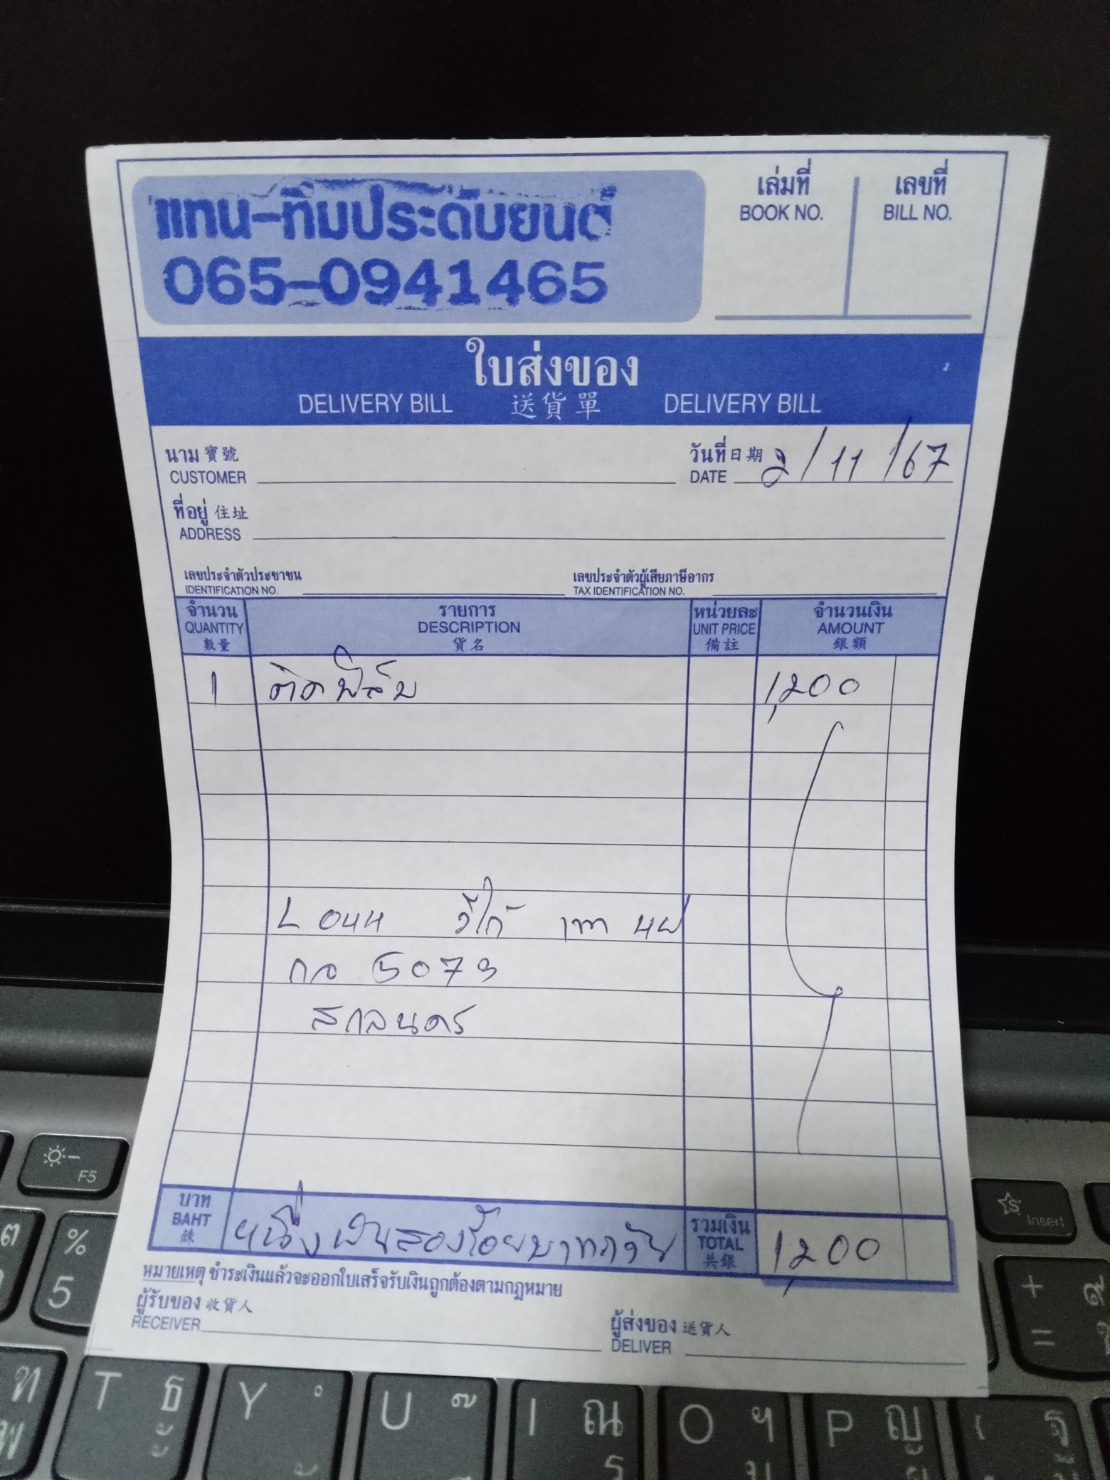 แทน-ทิมประดับยนต์
065-0941465
เล่มที่
BOOK NO.
เลขที่
BILL NO.
ใบส่งของ
DELIVERY BILL 送貨單 DELIVERY BILL
นาม 寶號
CUSTOMER
วันที่ 日期
DATE 2/11/67
ที่อยู่ 住址
ADDRESS
เลขประจำตัวประชาชน
IDENTIFICATION NO.
เลขประจำตัวผู้เสียภาษีอากร
TAX IDENTIFICATION NO.
จำนวน รายการ หน่วยละ จำนวนเงิน
QUANTITY DESCRIPTION UNIT PRICE AMOUNT
數量 貨名 備註 銀額
1 ติดฟิล์ม 1,200
วีโก้ เทา
กอ 5073
สกลนคร
บาท
BAHT
銖
หนึ่งพันสองร้อยบาทถ้วน
รวมเงิน
TOTAL
共銀
1,200
หมายเหตุ ชำระเงินแล้วจะออกใบเสร็จรับเงินถูกต้องตามกฎหมาย
ผู้รับของ 收貨人
RECEIVER
ผู้ส่งของ 送貨人
DELIVER
F5
Insert
%
5
ต
+
=
ท
T
ธ
Y
U
I
ณ
ร
O
ฯ
P
ญ
ฐ